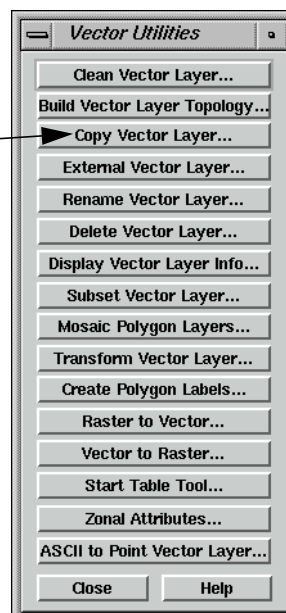 Vector Utilities
Clean Vector Layer...
Build Vector Layer Topology...
Copy Vector Layer...
External Vector Layer...
Rename Vector Layer...
Delete Vector Layer...
Display Vector Layer Info...
Subset Vector Layer...
Mosaic Polygon Layers...
Transform Vector Layer...
Create Polygon Labels...
Raster to Vector...
Vector to Raster...
Start Table Tool...
Zonal Attributes...
ASCII to Point Vector Layer...
Close Help